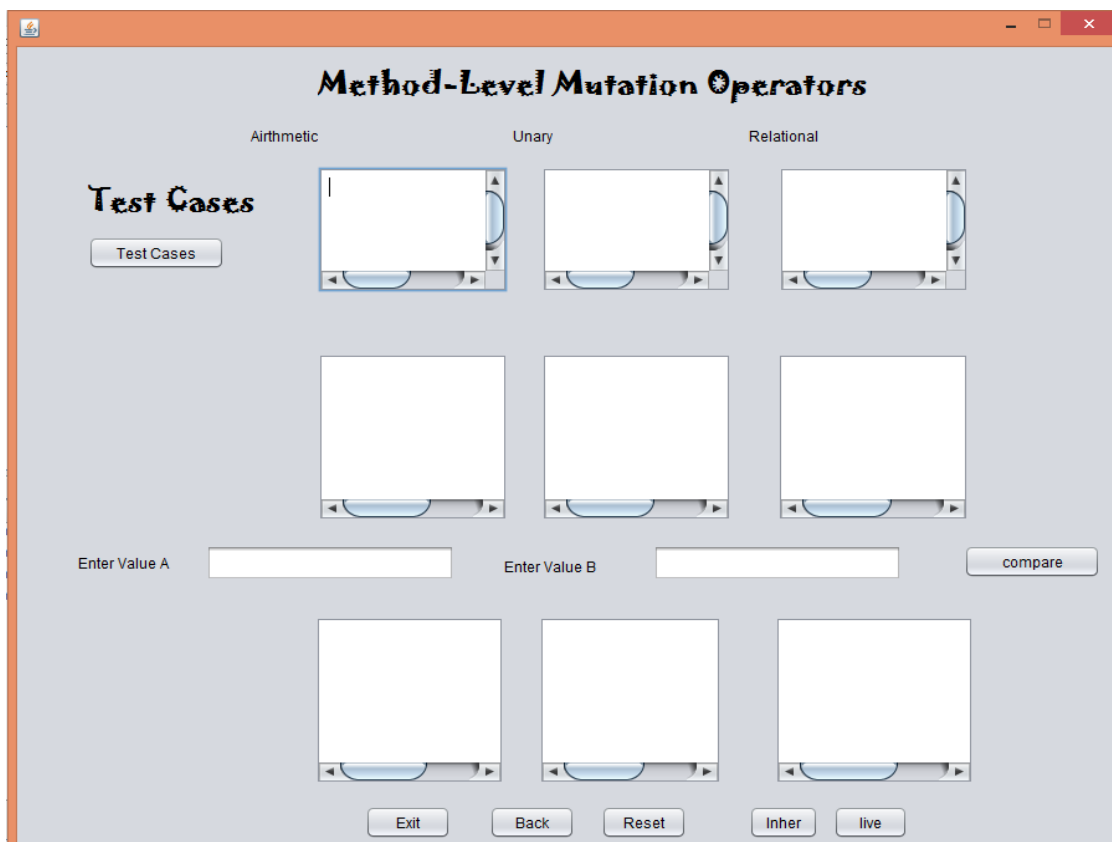 Method-Level Mutation Operators
Airthmetic Unary Relational
Test Cases
Test Cases
Enter Value A Enter Value B compare
Exit Back Reset Inher live